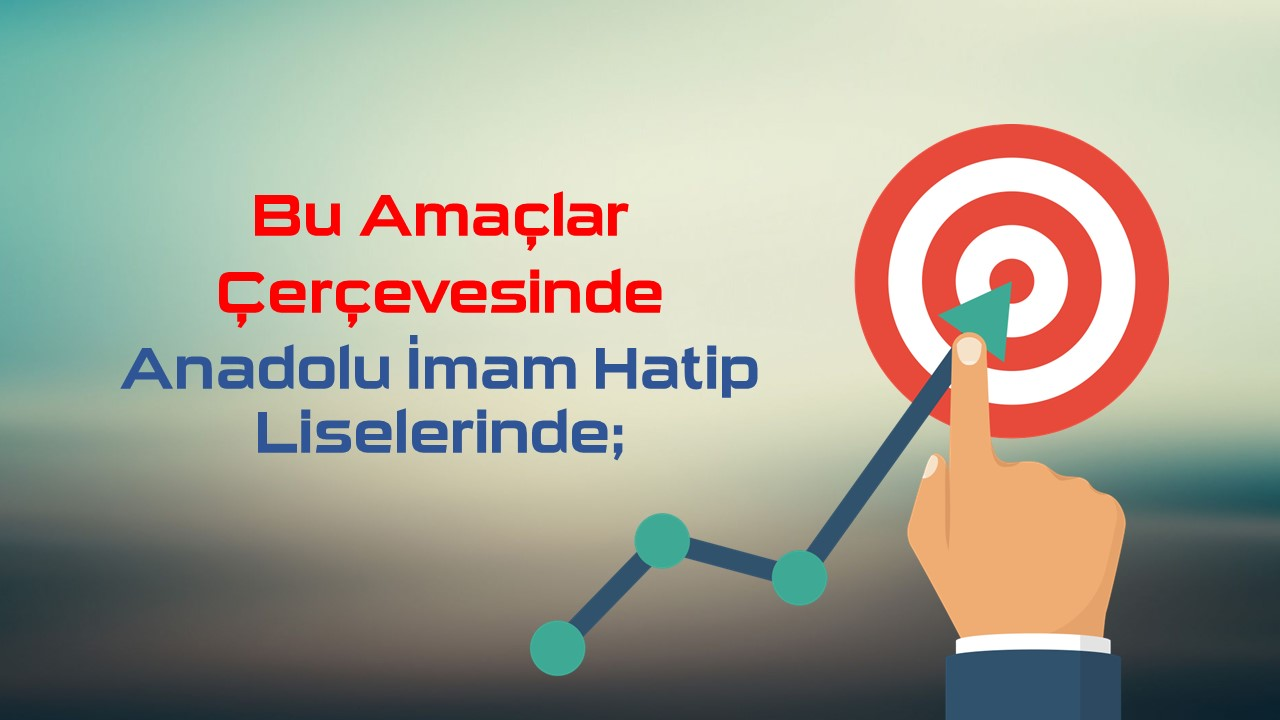 Bu Amaçlar
Çerçevesinde
Anadolu İmam Hatip
Liselerinde;